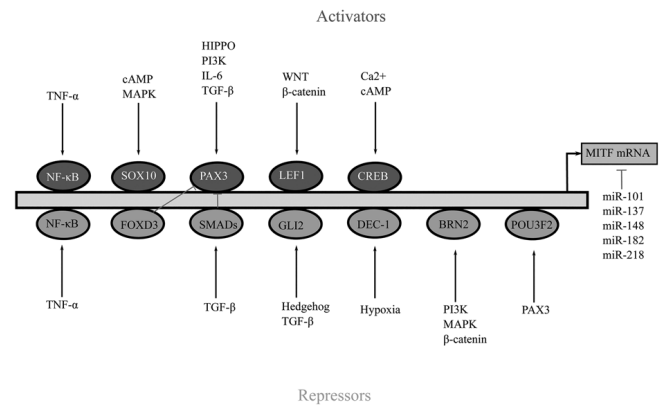 Activators
HIPPO
PI3K
IL-6
TGF-β
cAMP
MAPK
WNT
β-catenin
Ca2+
cAMP
TNF-α
MITF mRNA
NF-κB
SOX10
PAX3
LEF1
CREB
miR-101
miR-137
miR-148
miR-182
miR-218
NF-κB
FOXD3
SMADs
GLI2
DEC-1
BRN2
POU3F2
TNF-α
TGF-β
Hedgehog
TGF-β
Hypoxia
PI3K
MAPK
β-catenin
PAX3
Repressors